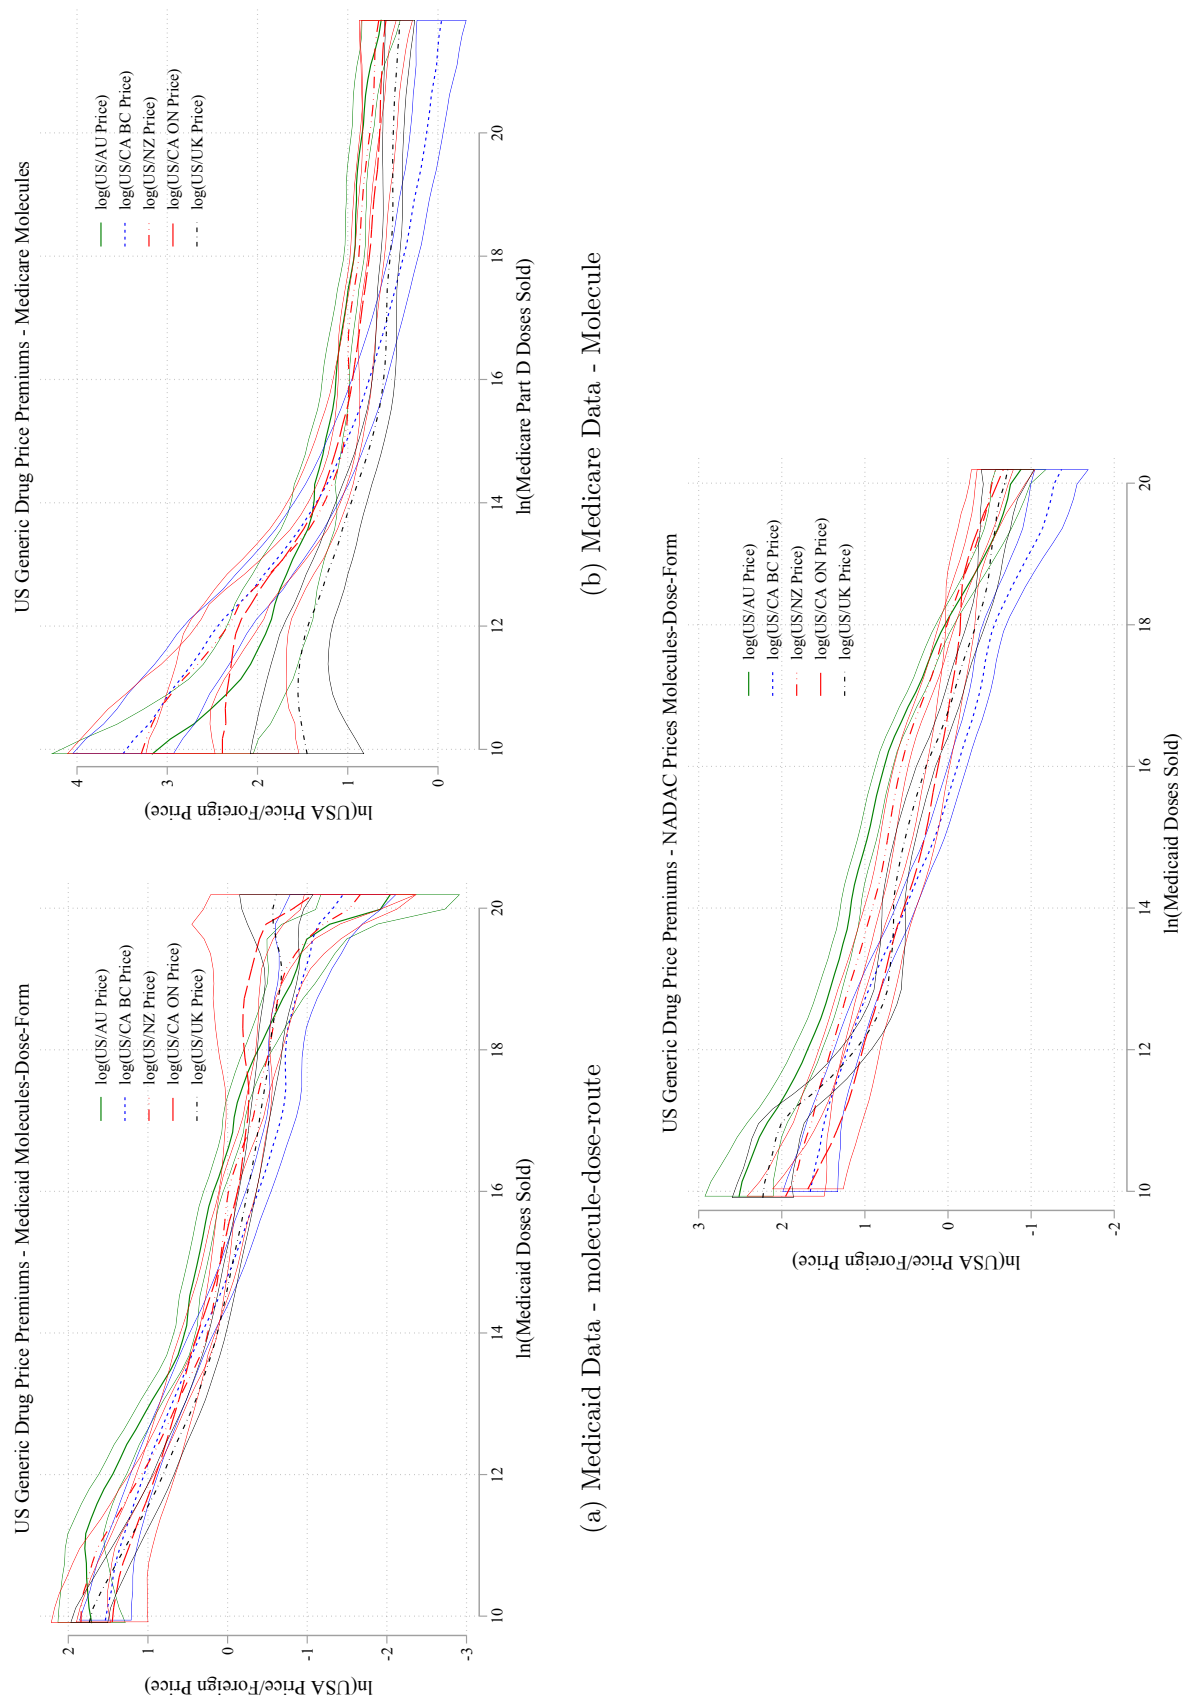 US Generic Drug Price Premiums - Medicaid Molecules-Dose-Form
log(US/AU Price)
log(US/CA BC Price)
log(US/NZ Price)
log(US/CA ON Price)
log(US/UK Price)
ln(USA Price/Foreign Price)
2
1
0
-1
-2
-3
10
12
14
16
18
20
ln(Medicaid Doses Sold)
(a) Medicaid Data - molecule-dose-route
US Generic Drug Price Premiums - Medicare Molecules
log(US/AU Price)
log(US/CA BC Price)
log(US/NZ Price)
log(US/CA ON Price)
log(US/UK Price)
ln(USA Price/Foreign Price)
4
3
2
1
0
10
12
14
16
18
20
ln(Medicare Part D Doses Sold)
(b) Medicare Data - Molecule
US Generic Drug Price Premiums - NADAC Prices Molecules-Dose-Form
log(US/AU Price)
log(US/CA BC Price)
log(US/NZ Price)
log(US/CA ON Price)
log(US/UK Price)
ln(USA Price/Foreign Price)
3
2
1
0
-1
-2
10
12
14
16
18
20
ln(Medicaid Doses Sold)